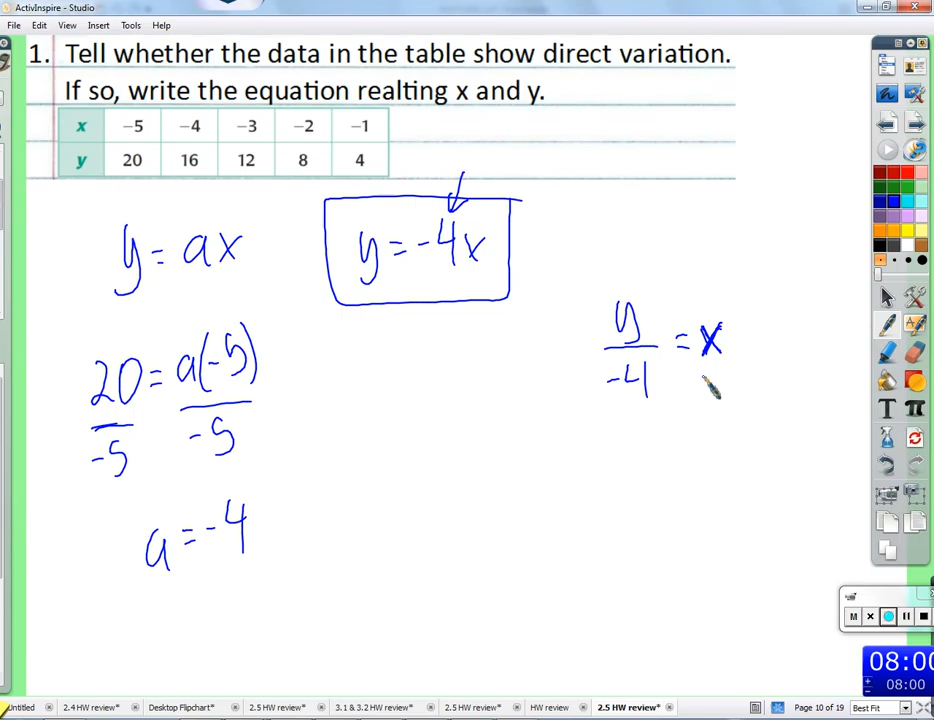 ActivInspire - Studio
File Edit View Insert Tools Help
1. Tell whether the data in the table show direct variation.
If so, write the equation realting x and y.
x −5 −4 −3 −2 −1
y 20 16 12 8 4
y = ax
y = -4x
20 = a(-5)
-5 -5
a = -4
y
-4 = x
M
08:00
08:00
Untitled 2.4 HW review* Desktop Flipchart* 2.5 HW review* 3.1 & 3.2 HW review* 2.5 HW review* HW review 2.5 HW review* Page 10 of 19 Best Fit